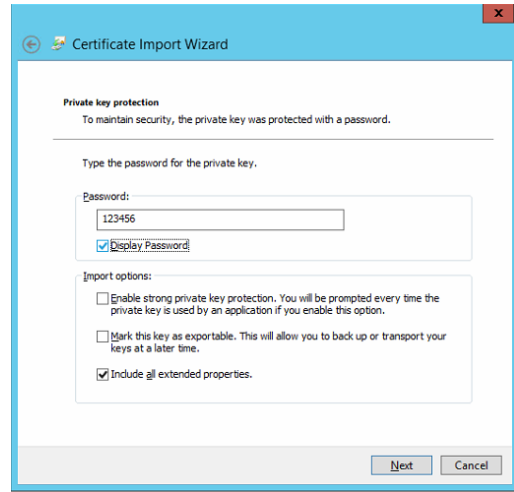 x
Certificate Import Wizard
Private key protection
To maintain security, the private key was protected with a password.
Type the password for the private key.
Password:
123456
Display Password
Import options:
Enable strong private key protection. You will be prompted every time the
private key is used by an application if you enable this option.
Mark this key as exportable. This will allow you to back up or transport your
keys at a later time.
Include all extended properties.
Next Cancel